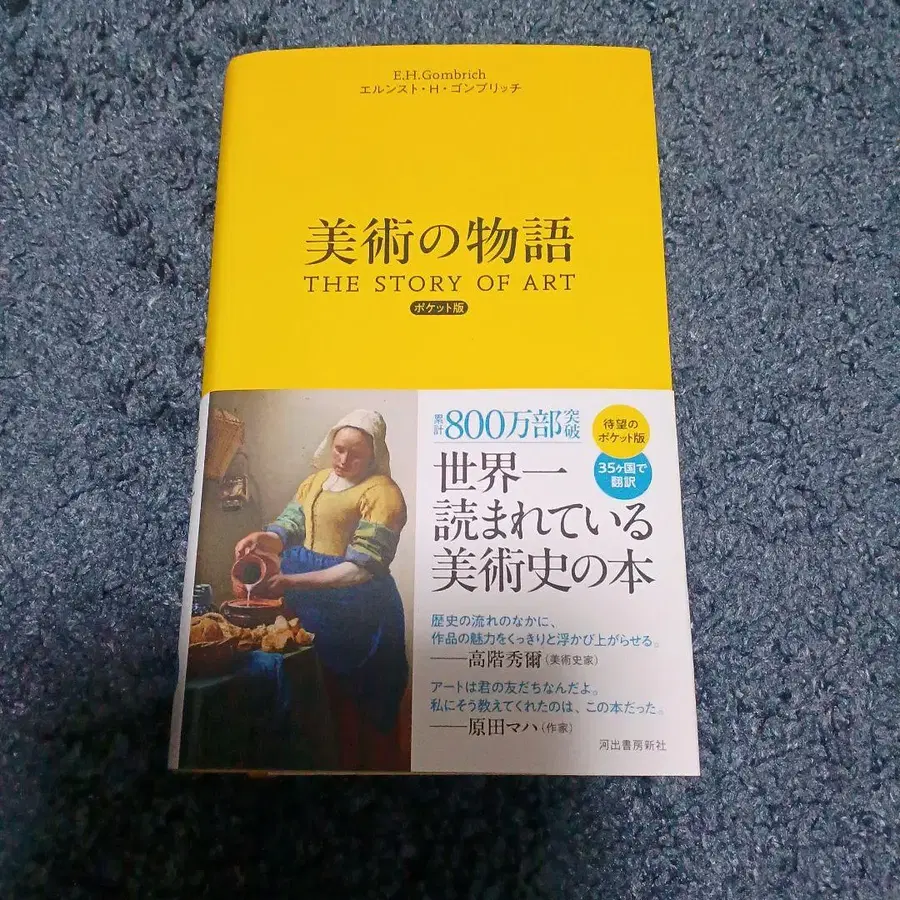 E.H.Gombrich
エルンスト・H・ゴンブリッチ
美術の物語
THE STORY OF ART
ポケット版
累計800万部突破
待望の
ポケット版
35ヶ国で
翻訳
世界一
読まれている
美術史の本
歴史の流れのなかに、
作品の魅力をくっきりと浮かび上がらせる。
——高階秀爾（美術史家）
アートは君の友だちなんだよ。
私にそう教えてくれたのは、この本だった。
——原田マハ（作家）
河出書房新社